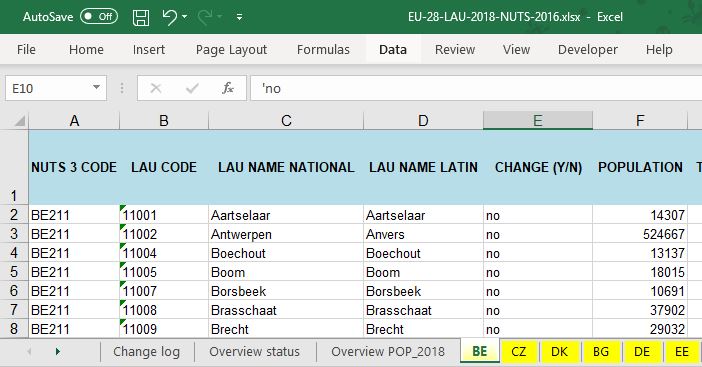 AutoSave Off EU-28-LAU-2018-NUTS-2016.xlsx - Excel
File Home Insert Page Layout Formulas Data Review View Developer Help
E10 fx 'no
A B C D E F
1 NUTS 3 CODE LAU CODE LAU NAME NATIONAL LAU NAME LATIN CHANGE (Y/N) POPULATION T
2 BE211 11001 Aartselaar Aartselaar no 14307
3 BE211 11002 Antwerpen Anvers no 524667
4 BE211 11004 Boechout Boechout no 13137
5 BE211 11005 Boom Boom no 18015
6 BE211 11007 Borsbeek Borsbeek no 10691
7 BE211 11008 Brasschaat Brasschaat no 37902
8 BE211 11009 Brecht Brecht no 29032
Change log Overview status Overview POP_2018 BE CZ DK BG DE EE